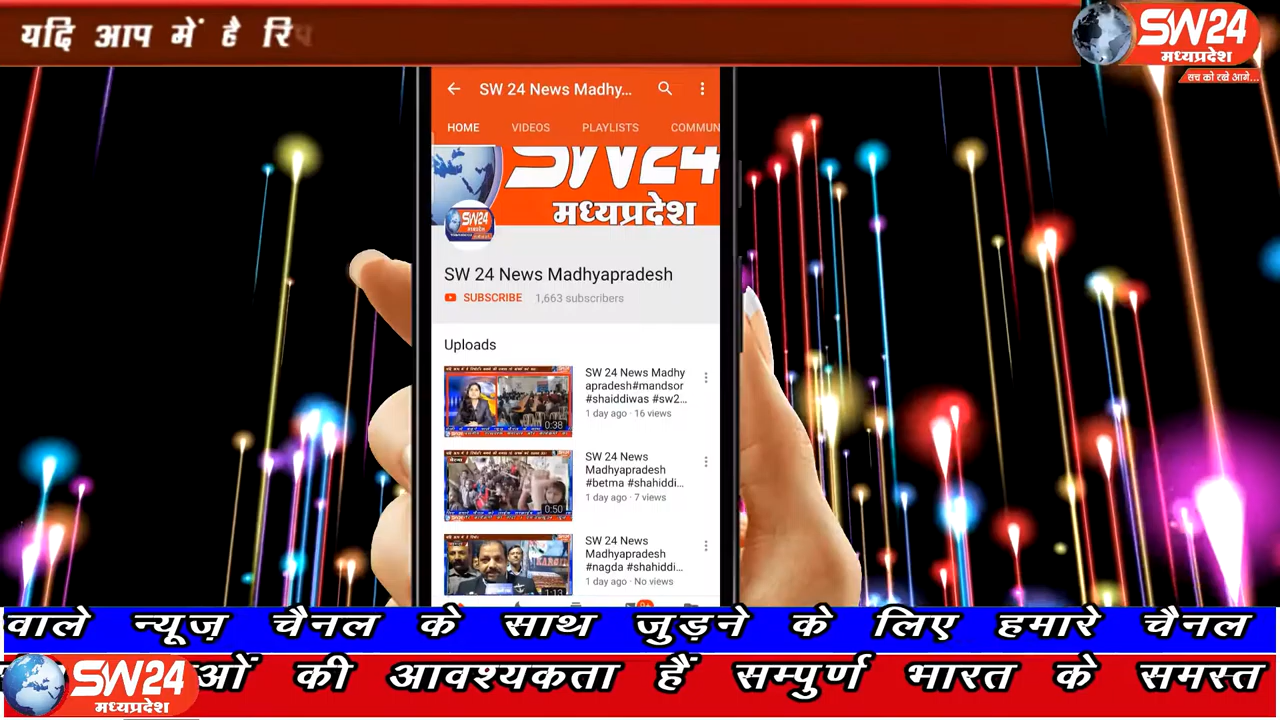 यदि आप में है रिप
SW24
मध्यप्रदेश
सच को रखे आगे...
SW 24 News Madhy...
HOME VIDEOS PLAYLISTS COMMUN
SW24
मध्यप्रदेश
SW24
SW 24 News Madhyapradesh
SUBSCRIBE 1,663 subscribers
Uploads
SW 24 News Madhy
apradesh#mandsor
#shaiddiwas #sw2...
1 day ago · 16 views
0:38
SW 24 News
Madhyapradesh
#betma #shahiddi...
1 day ago · 7 views
0:50
SW 24 News
Madhyapradesh
#nagda #shahiddi...
1 day ago · No views
1:13
9+
वाले न्यूज़ चैनल के साथ जुड़ने के लिए हमारे चैनल
ओं की आवश्यकता हैं सम्पुर्ण भारत के समस्त
SW24
मध्यप्रदेश